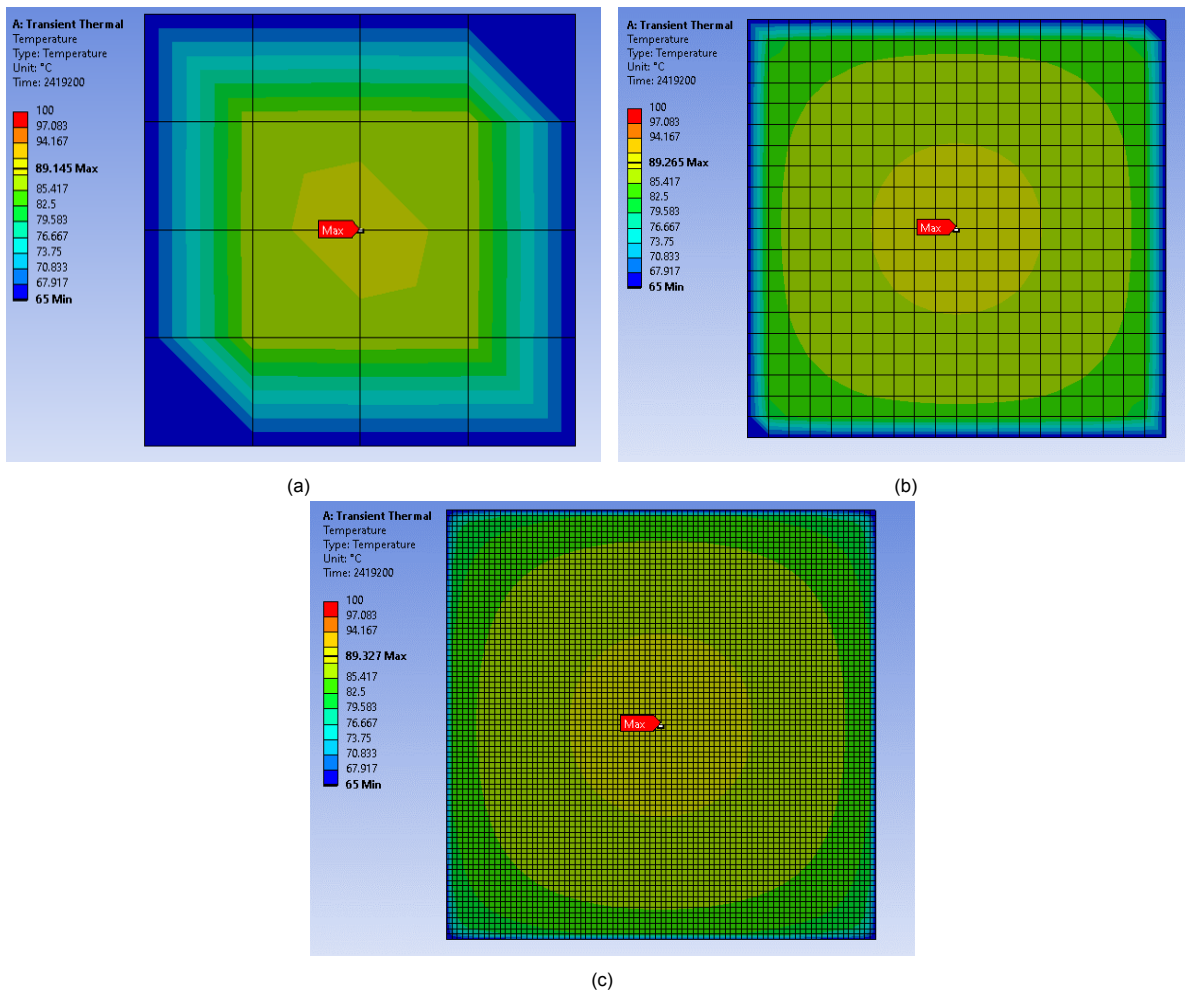 A: Transient Thermal
Temperature
Type: Temperature
Unit: °C
Time: 2419200
100
97.083
94.167
89.145 Max
85.417
82.5
79.583
76.667
73.75
70.833
67.917
65 Min
Max
(a)
A: Transient Thermal
Temperature
Type: Temperature
Unit: °C
Time: 2419200
100
97.083
94.167
89.265 Max
85.417
82.5
79.583
76.667
73.75
70.833
67.917
65 Min
Max
(b)
A: Transient Thermal
Temperature
Type: Temperature
Unit: °C
Time: 2419200
100
97.083
94.167
89.327 Max
85.417
82.5
79.583
76.667
73.75
70.833
67.917
65 Min
Max
(c)